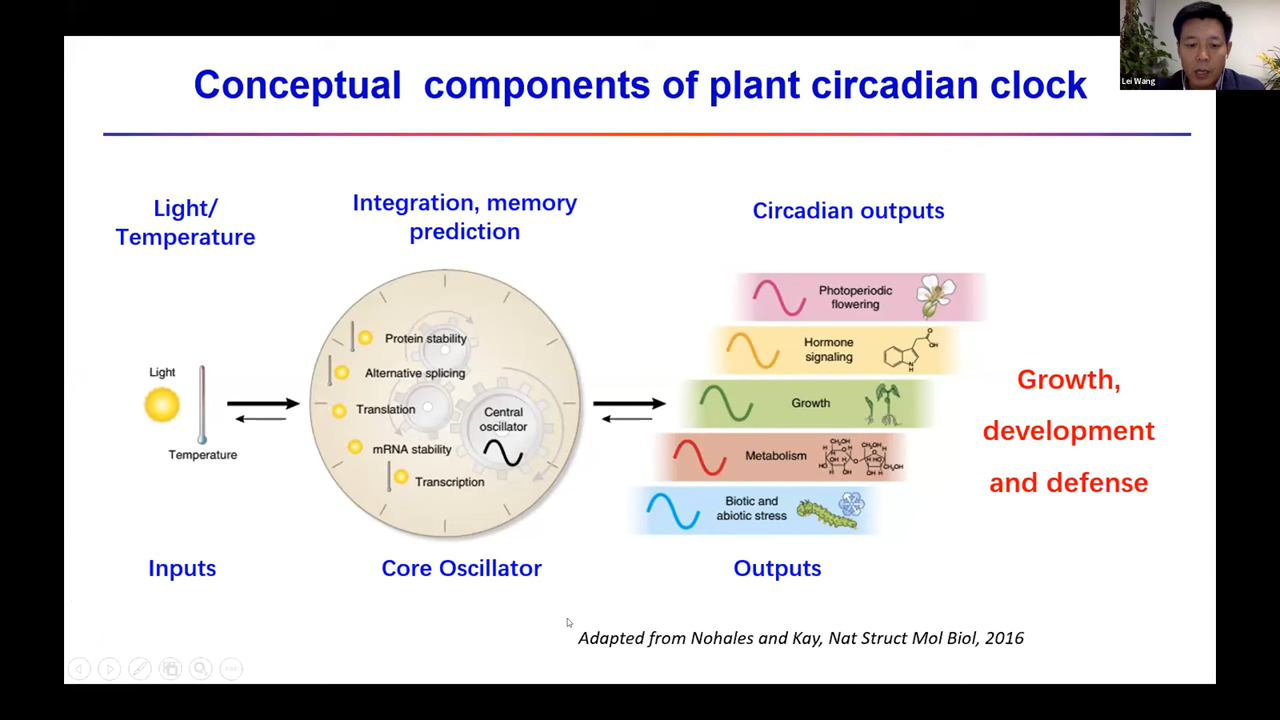 Lei Wang
Conceptual components of plant circadian clock
Light/
Temperature
Integration, memory
prediction
Circadian outputs
Light
Temperature
Protein stability
Alternative splicing
Translation
mRNA stability
Transcription
Central
oscillator
Photoperiodic
flowering
Hormone
signaling
Growth
Metabolism
Biotic and
abiotic stress
Growth,
development
and defense
Inputs
Core Oscillator
Outputs
Adapted from Nohales and Kay, Nat Struct Mol Biol, 2016